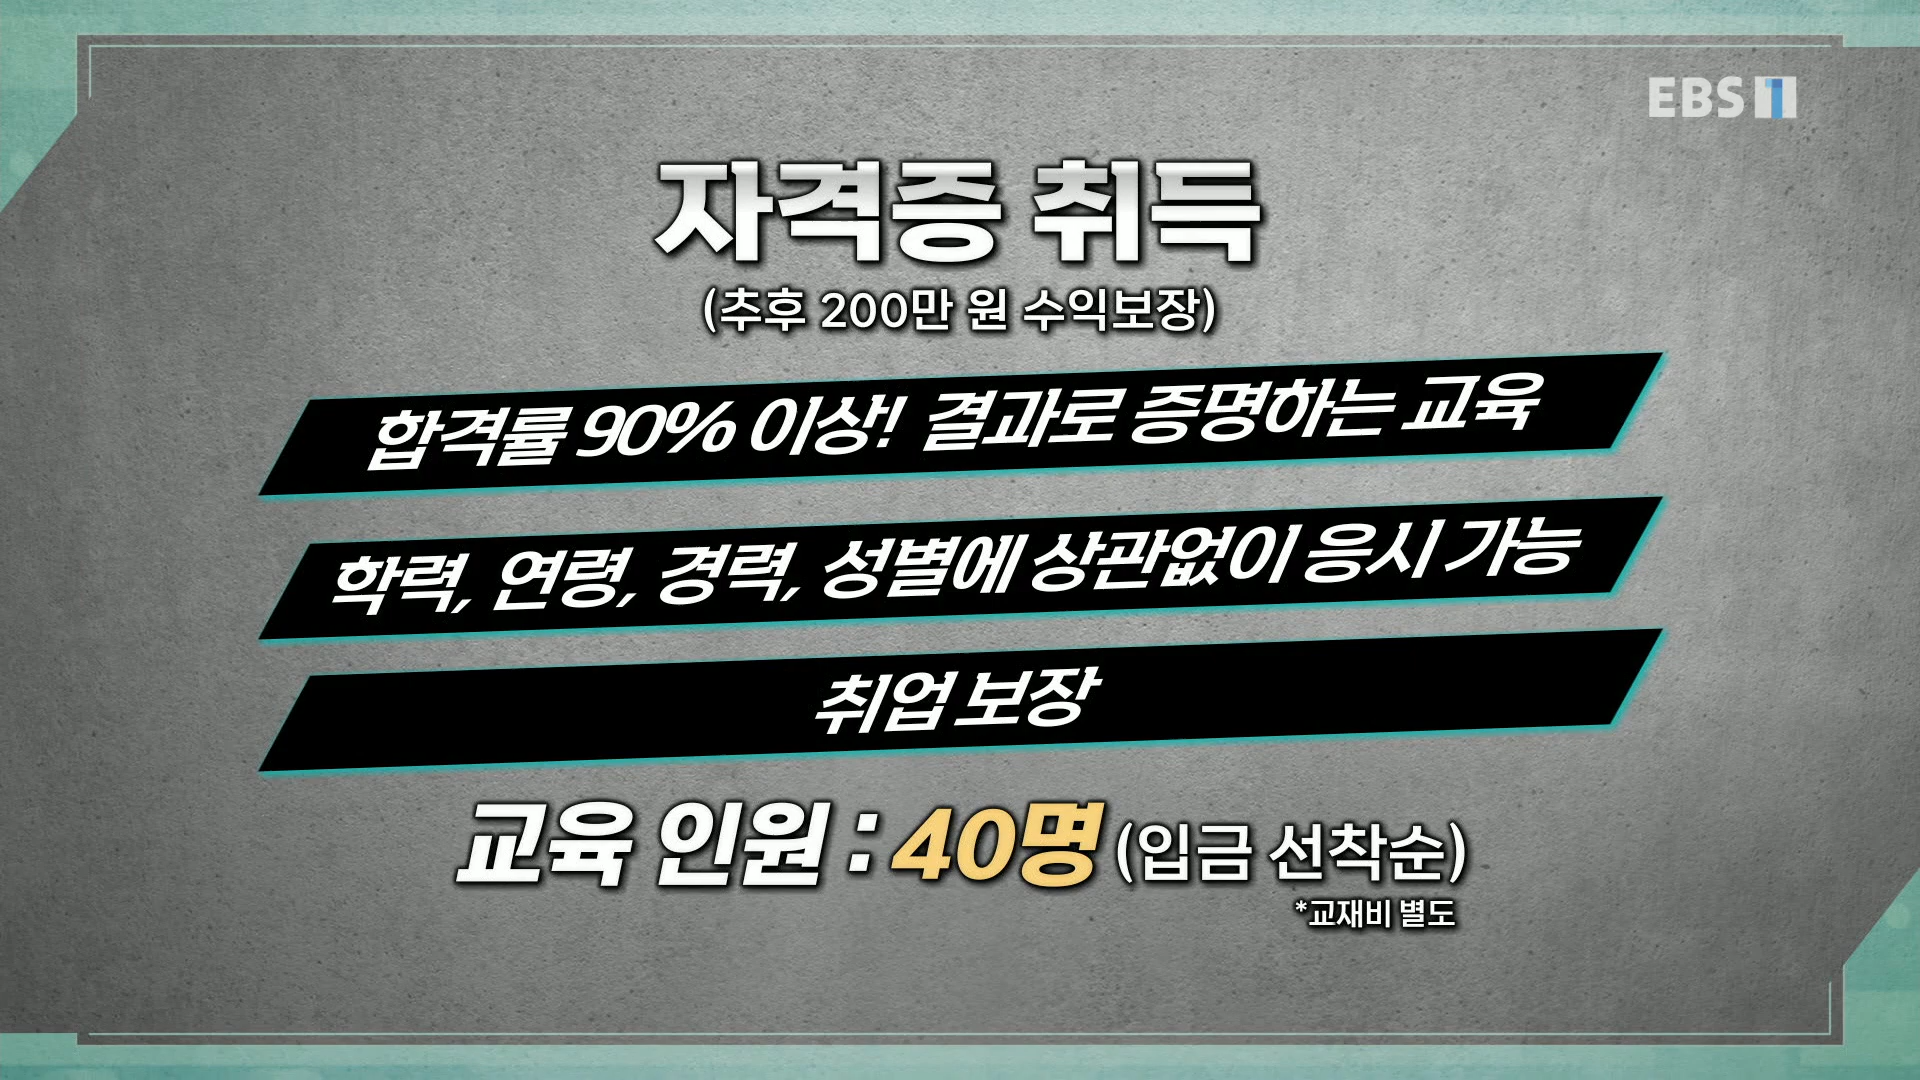 EBS 1
자격증 취득
(추후 200만 원 수익보장)
합격률 90% 이상! 결과로 증명하는 교육
학력, 연령, 경력, 성별에 상관없이 응시 가능
취업 보장
교육 인원 : 40명 (입금 선착순)
*교재비 별도